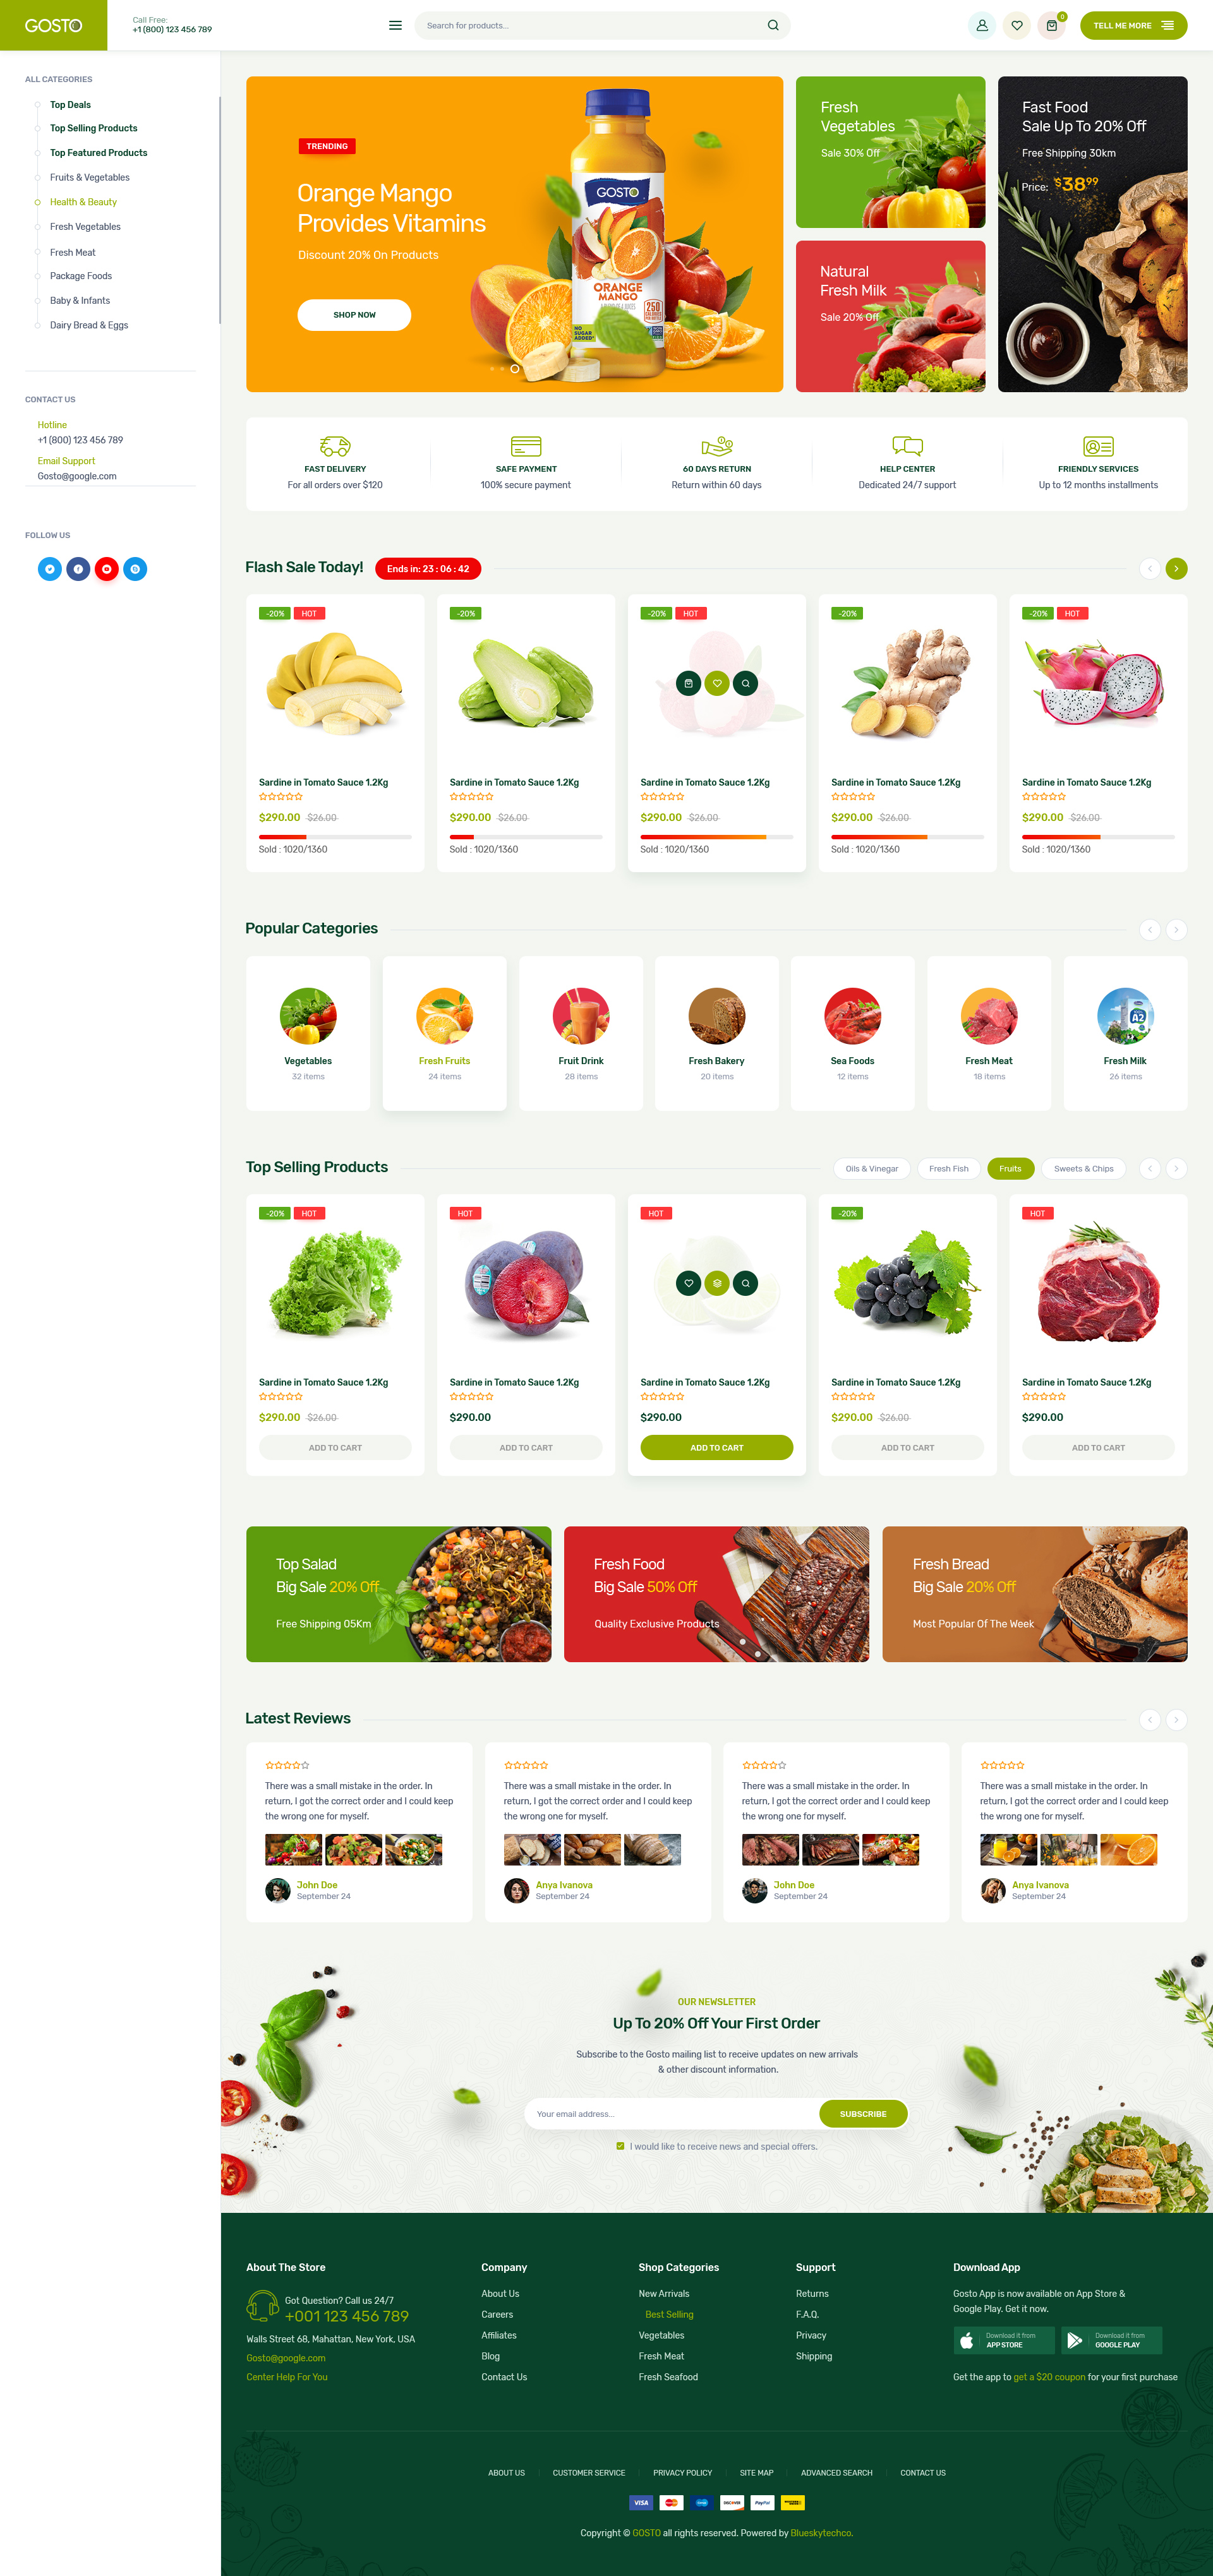 GOSTO
Call Free:
+1 (800) 123 456 789
Search for products...
0
TELL ME MORE
ALL CATEGORIES
Top Deals
Top Selling Products
Top Featured Products
Fruits & Vegetables
Health & Beauty
Fresh Vegetables
Fresh Meat
Package Foods
Baby & Infants
Dairy Bread & Eggs
CONTACT US
Hotline
+1 (800) 123 456 789
Email Support
Gosto@google.com
FOLLOW US
TRENDING
Orange Mango
Provides Vitamins
Discount 20% On Products
SHOP NOW
GOSTO
ORANGE
MANGO
250
NO
SUGAR
ADDED
Fresh
Vegetables
Sale 30% Off
Natural
Fresh Milk
Sale 20% Off
Fast Food
Sale Up To 20% Off
Free Shipping 30km
Price: $38.99
FAST DELIVERY
For all orders over $120
SAFE PAYMENT
100% secure payment
60 DAYS RETURN
Return within 60 days
HELP CENTER
Dedicated 24/7 support
FRIENDLY SERVICES
Up to 12 months installments
Flash Sale Today!
Ends in: 23 : 06 : 42
-20% HOT
Sardine in Tomato Sauce 1.2Kg
$290.00 $26.00
Sold : 1020/1360
-20%
Sardine in Tomato Sauce 1.2Kg
$290.00 $26.00
Sold : 1020/1360
-20% HOT
Sardine in Tomato Sauce 1.2Kg
$290.00 $26.00
Sold : 1020/1360
-20%
Sardine in Tomato Sauce 1.2Kg
$290.00 $26.00
Sold : 1020/1360
-20% HOT
Sardine in Tomato Sauce 1.2Kg
$290.00 $26.00
Sold : 1020/1360
Popular Categories
Vegetables
32 items
Fresh Fruits
24 items
Fruit Drink
28 items
Fresh Bakery
20 items
Sea Foods
12 items
Fresh Meat
18 items
A2
Fresh Milk
26 items
Top Selling Products
Oils & Vinegar
Fresh Fish
Fruits
Sweets & Chips
-20% HOT
Sardine in Tomato Sauce 1.2Kg
$290.00 $26.00
ADD TO CART
HOT
Sardine in Tomato Sauce 1.2Kg
$290.00
ADD TO CART
HOT
Sardine in Tomato Sauce 1.2Kg
$290.00
ADD TO CART
-20%
Sardine in Tomato Sauce 1.2Kg
$290.00 $26.00
ADD TO CART
HOT
Sardine in Tomato Sauce 1.2Kg
$290.00
ADD TO CART
Top Salad
Big Sale 20% Off
Free Shipping 05Km
Fresh Food
Big Sale 50% Off
Quality Exclusive Products
Fresh Bread
Big Sale 20% Off
Most Popular Of The Week
Latest Reviews
There was a small mistake in the order. In
return, I got the correct order and I could keep
the wrong one for myself.
John Doe
September 24
There was a small mistake in the order. In
return, I got the correct order and I could keep
the wrong one for myself.
Anya Ivanova
September 24
There was a small mistake in the order. In
return, I got the correct order and I could keep
the wrong one for myself.
John Doe
September 24
There was a small mistake in the order. In
return, I got the correct order and I could keep
the wrong one for myself.
Anya Ivanova
September 24
OUR NEWSLETTER
Up To 20% Off Your First Order
Subscribe to the Gosto mailing list to receive updates on new arrivals
& other discount information.
Your email address...
SUBSCRIBE
I would like to receive news and special offers.
About The Store
Got Question? Call us 24/7
+001 123 456 789
Walls Street 68, Mahattan, New York, USA
Gosto@google.com
Center Help For You
Company
About Us
Careers
Affiliates
Blog
Contact Us
Shop Categories
New Arrivals
Best Selling
Vegetables
Fresh Meat
Fresh Seafood
Support
Returns
F.A.Q.
Privacy
Shipping
Download App
Gosto App is now available on App Store &
Google Play. Get it now.
Download it from
APP STORE
Download it from
GOOGLE PLAY
Get the app to get a $20 coupon for your first purchase
ABOUT US
CUSTOMER SERVICE
PRIVACY POLICY
SITE MAP
ADVANCED SEARCH
CONTACT US
VISA
DISCOVER
PayPal
Copyright © GOSTO all rights reserved. Powered by Blueskytechco.